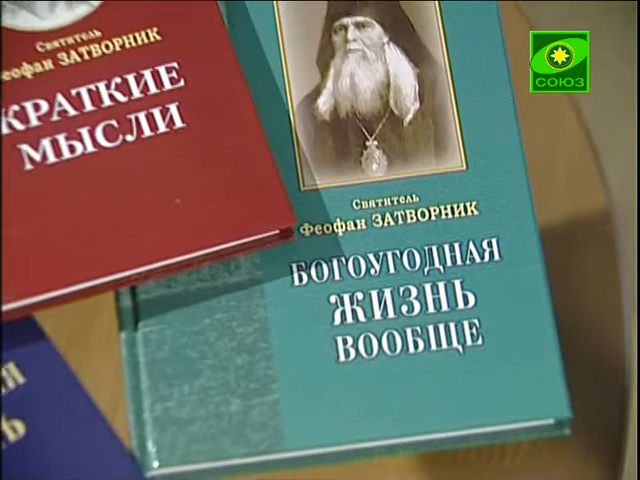 Святитель
Феофан ЗАТВОРНИК
КРАТКИЕ
МЫСЛИ
СОЮЗ
Святитель
Феофан ЗАТВОРНИК
БОГОУГОДНАЯ
ЖИЗНЬ
ВООБЩЕ